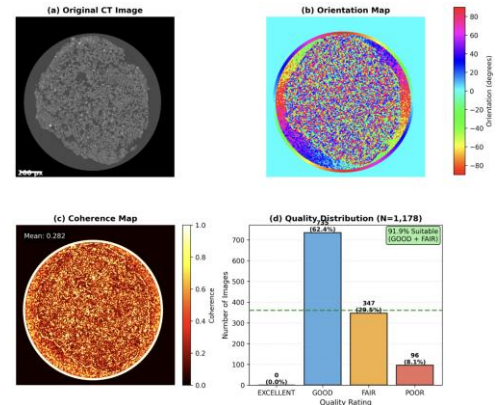 (a) Original CT Image
(b) Orientation Map
80
60
40
20
0
−20
−40
−60
−80
Orientation (degrees)
(c) Coherence Map
Mean: 0.282
1.0
0.8
0.6
0.4
0.2
0.0
Coherence
(d) Quality Distribution (N=1,178)
91.9% Suitable
(GOOD + FAIR)
Number of Images
700
600
500
400
300
200
100
0
735
(62.4%)
347
(29.5%)
96
(8.1%)
0
(0.0%)
EXCELLENT
GOOD
FAIR
POOR
Quality Rating